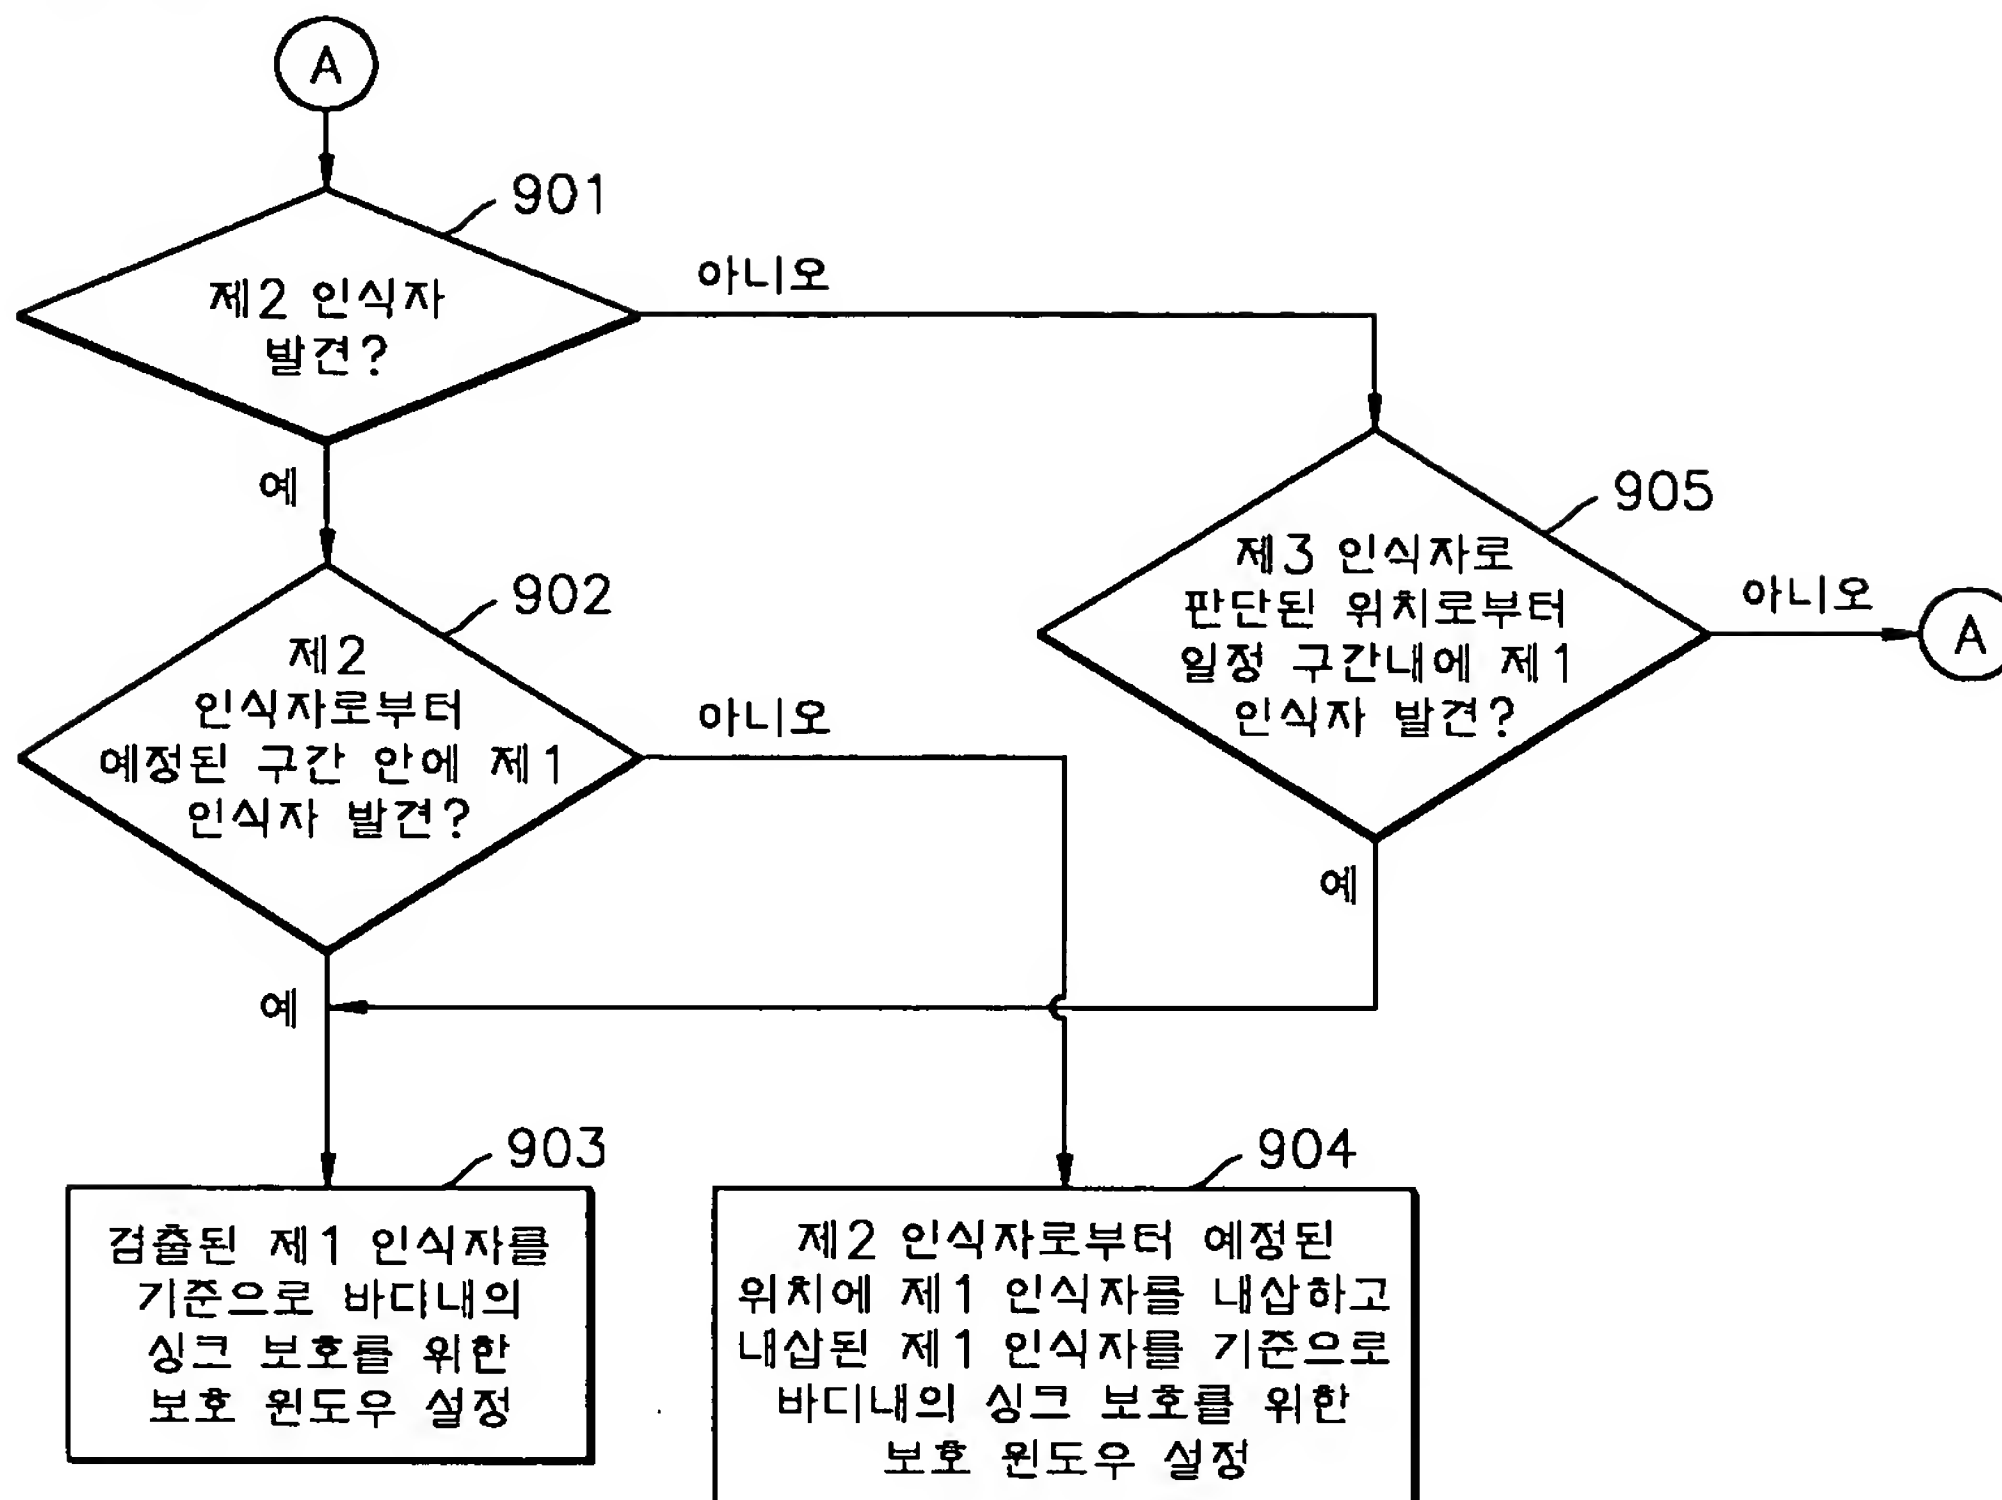 A
901
제2 인식자
발견?
아니오
예
905
제3 인식자로
판단된 위치로부터
일정 구간내에 제1
인식자 발견?
아니오
A
예
902
제2
인식자로부터
예정된 구간 안에 제1
인식자 발견?
아니오
예
903
검출된 제1 인식자를
기준으로 바디내의
싱크 보호를 위한
보호 윈도우 설정
904
제2 인식자로부터 예정된
위치에 제1 인식자를 내삽하고
내삽된 제1 인식자를 기준으로
바디내의 싱크 보호를 위한
보호 윈도우 설정